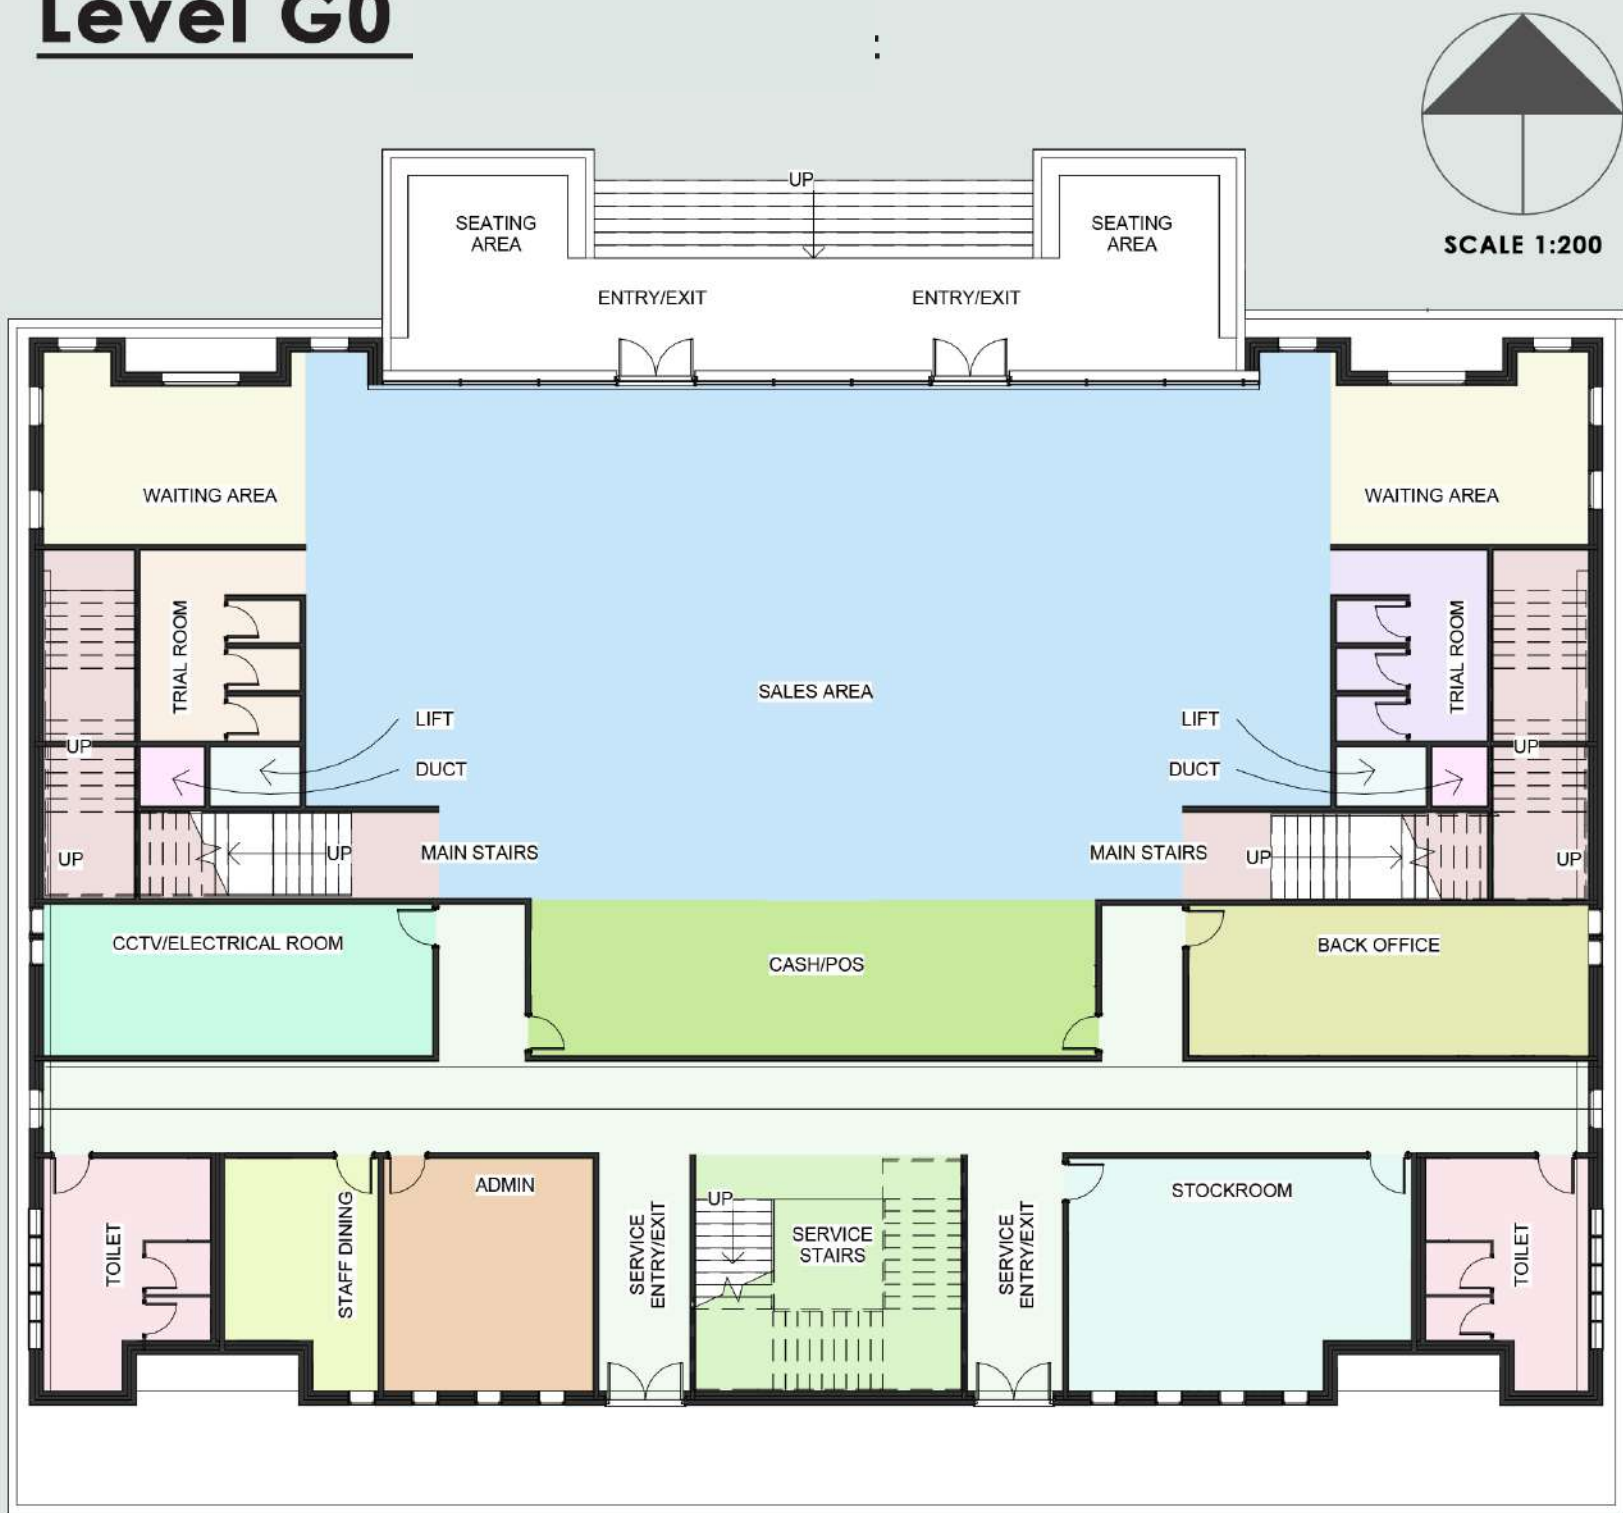 Level G0 :
SCALE 1:200
UP
SEATING
AREA
SEATING
AREA
ENTRY/EXIT
ENTRY/EXIT
WAITING AREA
WAITING AREA
TRIAL ROOM
TRIAL ROOM
SALES AREA
LIFT
LIFT
UP
UP
DUCT
DUCT
UP
UP
MAIN STAIRS
MAIN STAIRS
UP
UP
CCTV/ELECTRICAL ROOM
CASH/POS
BACK OFFICE
ADMIN
STOCKROOM
UP
TOILET
STAFF DINING
SERVICE
ENTRY/EXIT
SERVICE
STAIRS
SERVICE
ENTRY/EXIT
TOILET